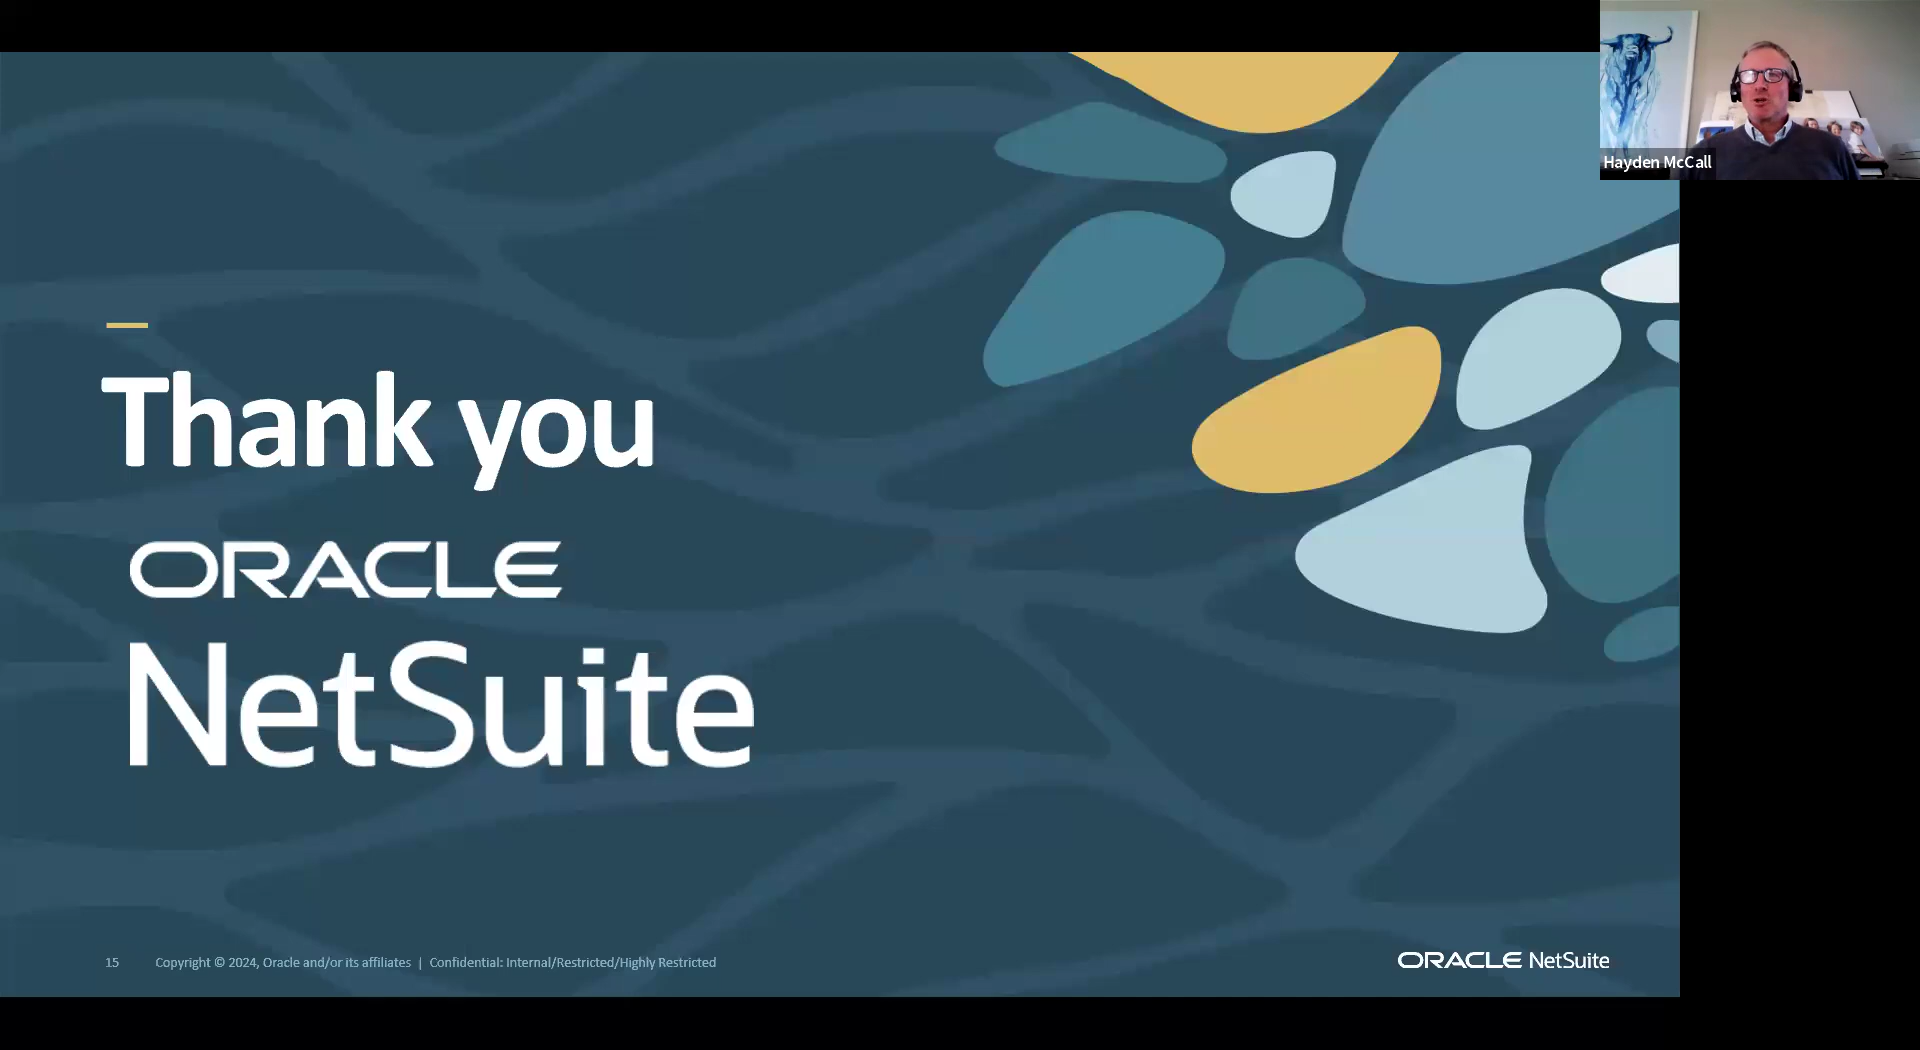 Hayden McCall
Thank you
ORACLE
NetSuite
15 Copyright © 2024, Oracle and/or its affiliates | Confidential: Internal/Restricted/Highly Restricted
ORACLE NetSuite